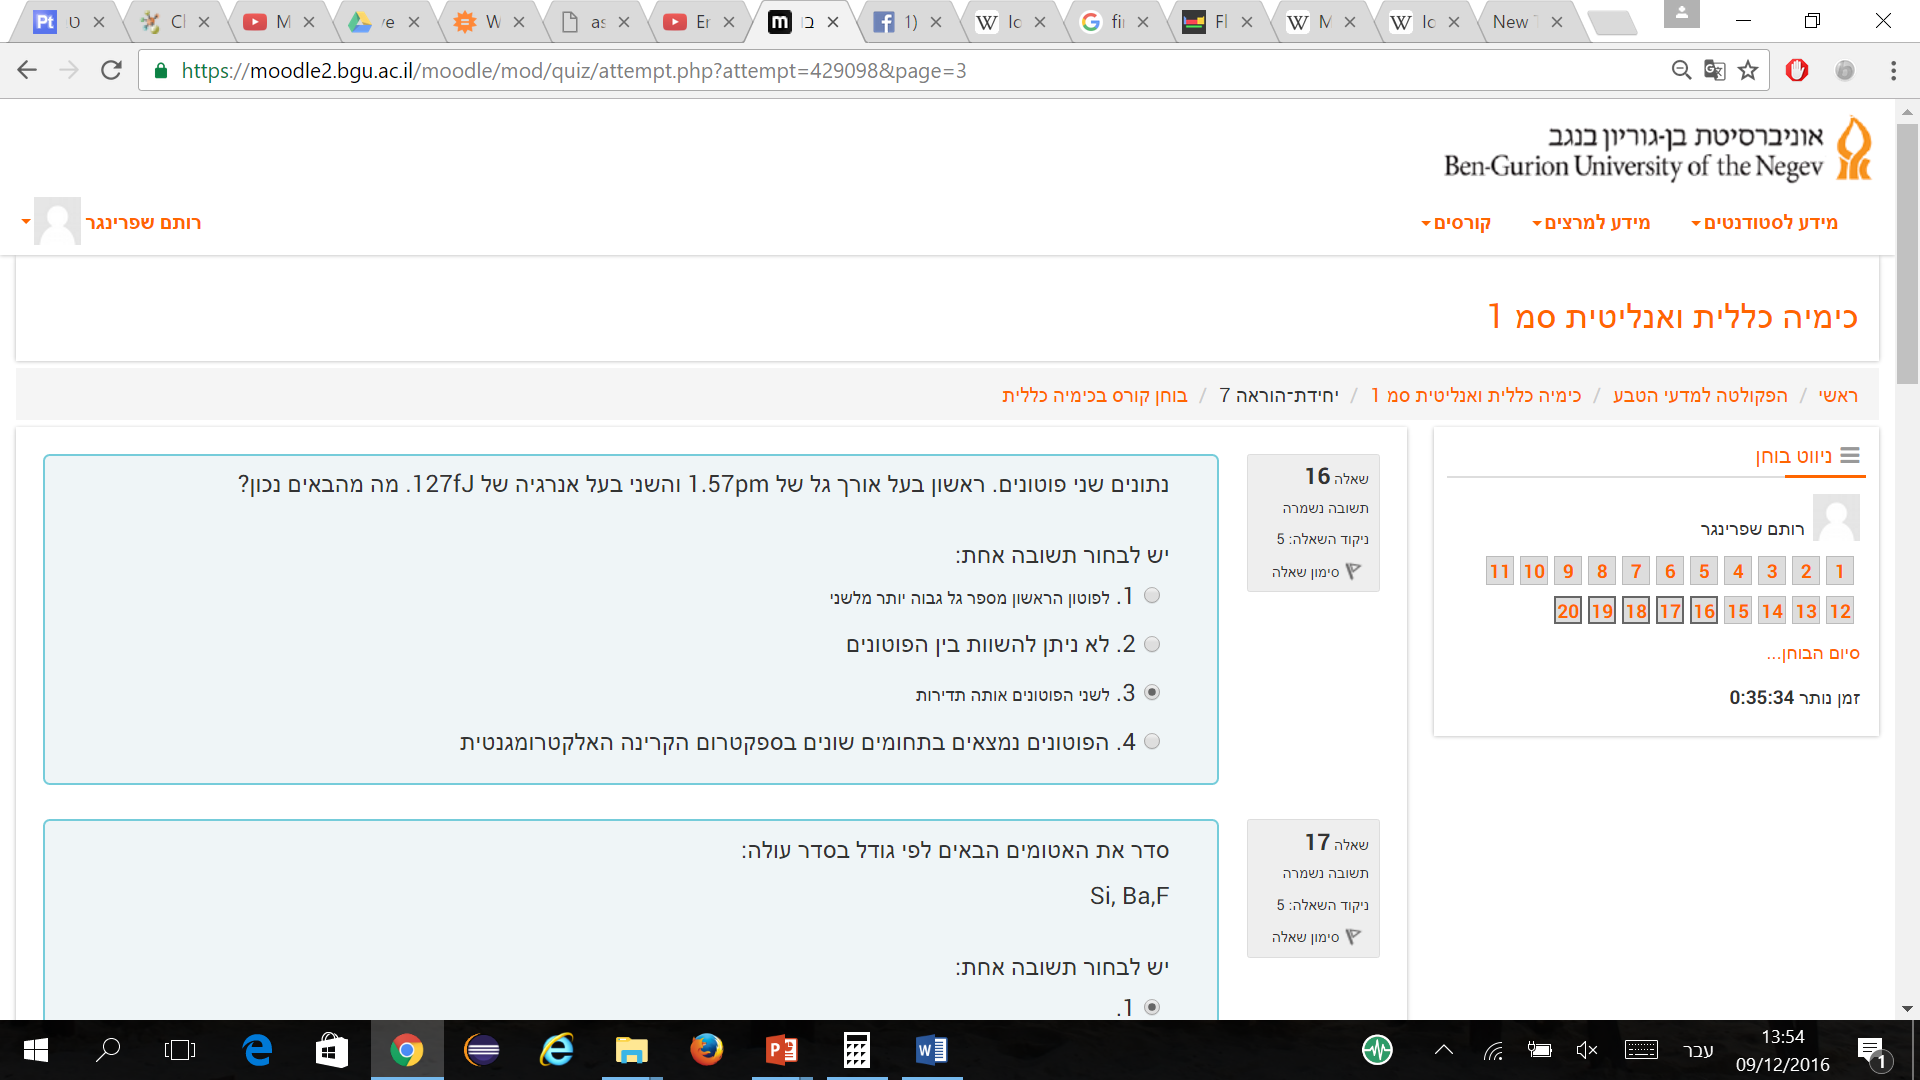 https://moodle2.bgu.ac.il/moodle/mod/quiz/attempt.php?attempt=429098&page=3
אוניברסיטת בן-גוריון בנגב
Ben-Gurion University of the Negev
מידע לסטודנטים
מידע למרצים
קורסים
רותם שפרינגר
כימיה כללית ואנליטית סמ 1
ראשי / הפקולטה למדעי הטבע / כימיה כללית ואנליטית סמ 1 / יחידת-הוראה 7 / בוחן קורס בכימיה כללית
ניווט בוחן
רותם שפרינגר
1 2 3 4 5 6 7 8 9 10 11
12 13 14 15 16 17 18 19 20
סיום הבוחן...
זמן נותר 0:35:34
שאלה 16
תשובה נשמרה
ניקוד השאלה: 5
סימון שאלה
נתונים שני פוטונים. ראשון בעל אורך גל של 1.57pm והשני בעל אנרגיה של 127fJ. מה מהבאים נכון?
יש לבחור תשובה אחת:
1. לפוטון הראשון מספר גל גבוה יותר מלשני
2. לא ניתן להשוות בין הפוטונים
3. לשני הפוטונים אותה תדירות
4. הפוטונים נמצאים בתחומים שונים בספקטרום הקרינה האלקטרומגנטית
שאלה 17
תשובה נשמרה
ניקוד השאלה: 5
סימון שאלה
סדר את האטומים הבאים לפי גודל בסדר עולה:
Si, Ba,F
יש לבחור תשובה אחת:
1.
עבר
13:54
09/12/2016
1